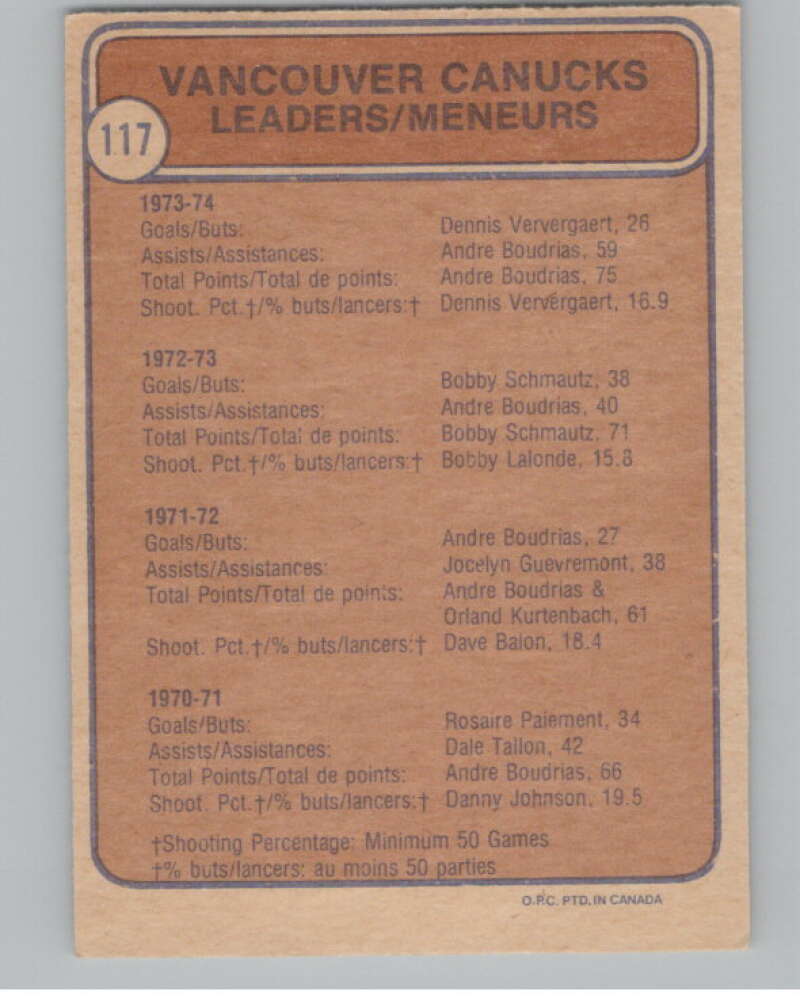 VANCOUVER CANUCKS
LEADERS/MENEURS
117
1973-74
Goals/Buts: Dennis Ververgaert, 26
Assists/Assistances: Andre Boudrias, 59
Total Points/Total de points: Andre Boudrias, 75
Shoot. Pct.†/% buts/lancers:† Dennis Ververgaert, 16.9
1972-73
Goals/Buts: Bobby Schmautz, 38
Assists/Assistances: Andre Boudrias, 40
Total Points/Total de points: Bobby Schmautz, 71
Shoot. Pct.†/% buts/lancers:† Bobby Lalonde, 15.8
1971-72
Goals/Buts: Andre Boudrias, 27
Assists/Assistances: Jocelyn Guevremont, 38
Total Points/Total de points: Andre Boudrias &
Orland Kurtenbach, 61
Shoot. Pct.†/% buts/lancers:† Dave Balon, 18.4
1970-71
Goals/Buts: Rosaire Paiement, 34
Assists/Assistances: Dale Tallon, 42
Total Points/Total de points: Andre Boudrias, 66
Shoot. Pct.†/% buts/lancers:† Danny Johnson, 19.5
†Shooting Percentage: Minimum 50 Games
†% buts/lancers: au moins 50 parties
O.P.C. PTD. IN CANADA